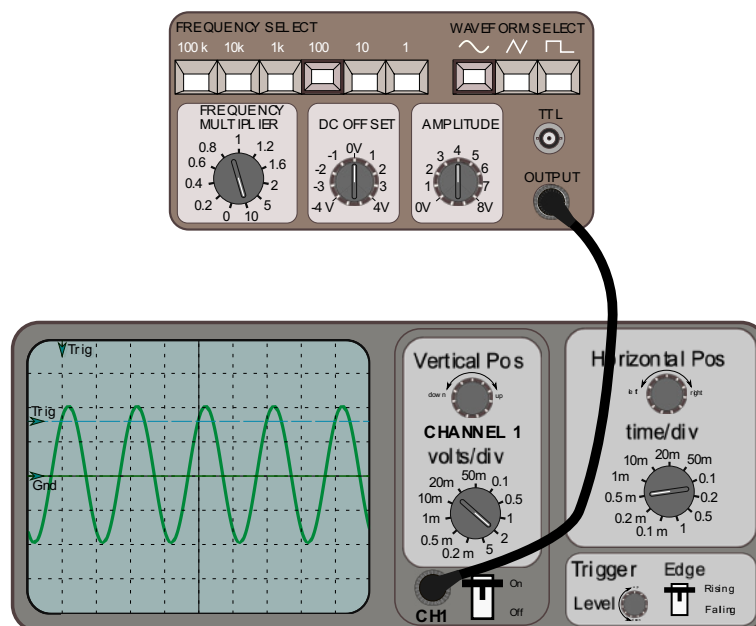 FREQUENCY SELECT
WAVEFORM SELECT
100 k 10k 1k 100 10 1
FREQUENCY
MULTIPLIER
0 0.2 0.4 0.6 0.8 1 1.2 1.6 2 5 10
DC OFFSET
-4 V -3 -2 -1 0V 1 2 3 4V
AMPLITUDE
0V 1 2 3 4 5 6 7 8V
TTL
OUTPUT
Trig
Trig
Gnd
Vertical Pos
down up
CHANNEL 1
volts/div
0.2 m 0.5 m 1m 10m 20m 50m 0.1 0.5 1 2 5
CH1
On
Off
Horizontal Pos
left right
time/div
0.1 m 0.2 m 0.5 m 1m 10m 20m 50m 0.1 0.2 0.5 1
Trigger
Level
Edge
Rising
Falling